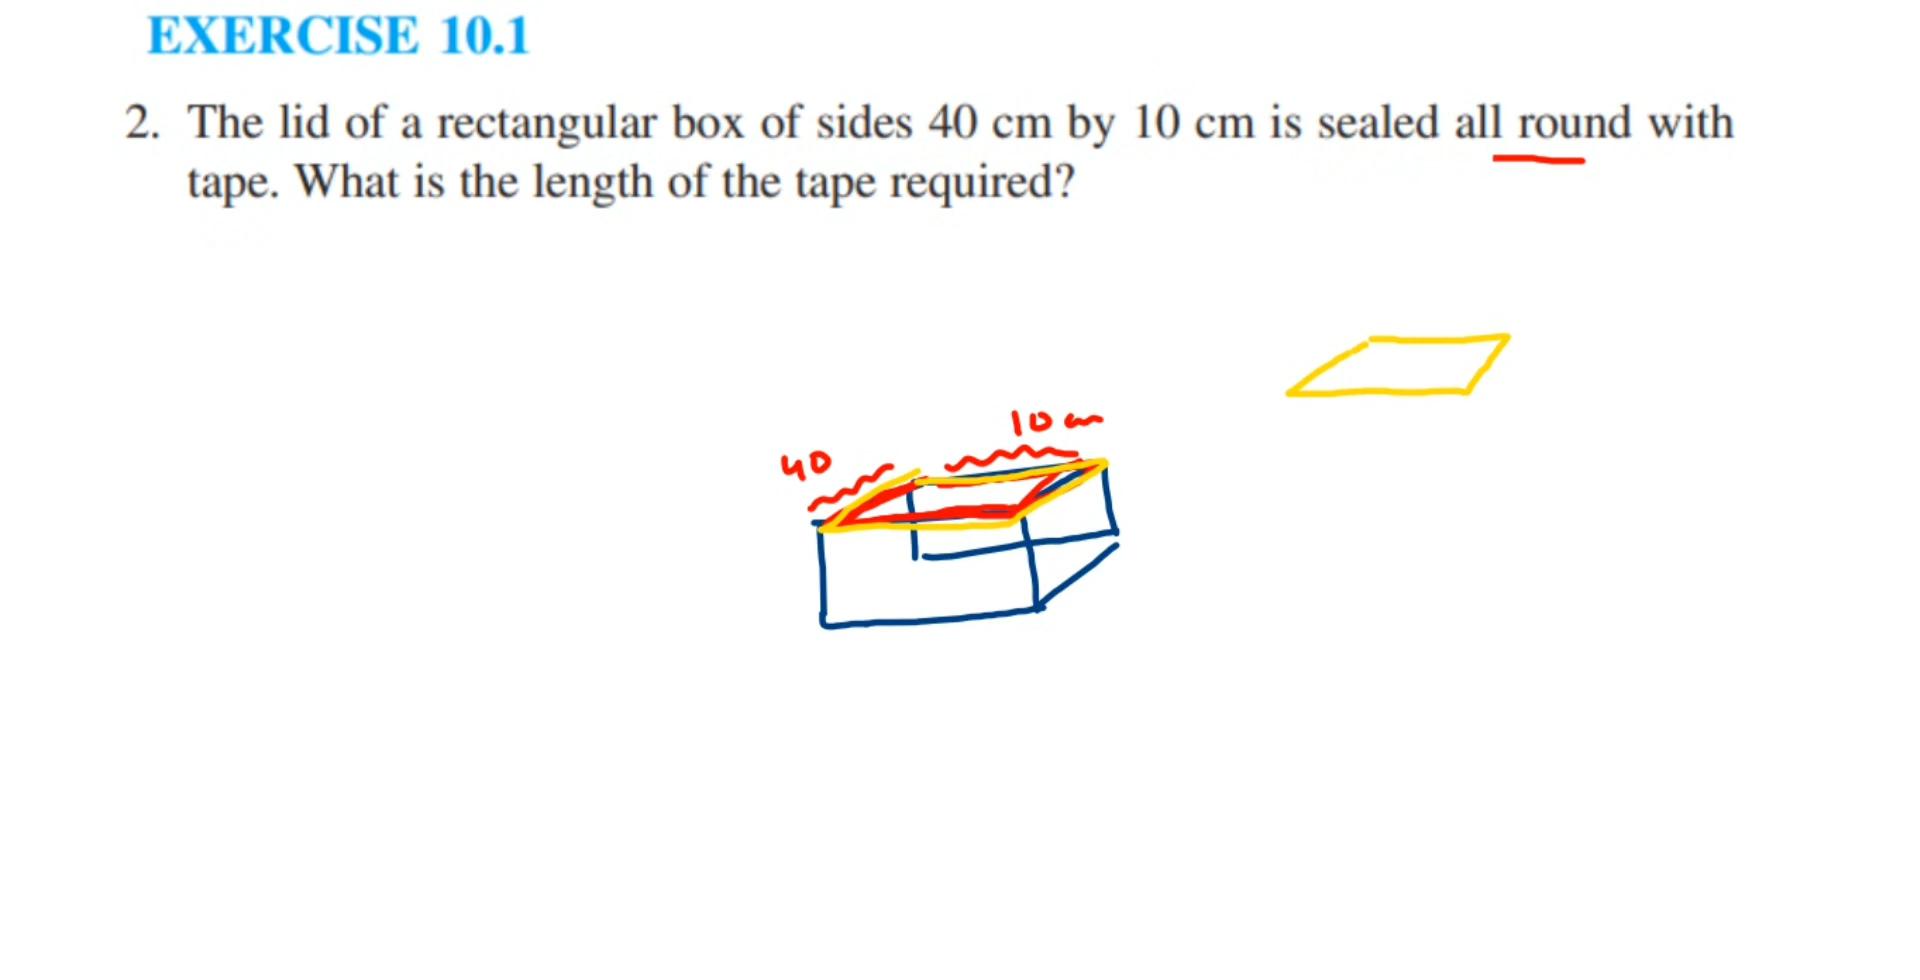 EXERCISE 10.1
2. The lid of a rectangular box of sides 40 cm by 10 cm is sealed all round with
tape. What is the length of the tape required?
10 cm
40